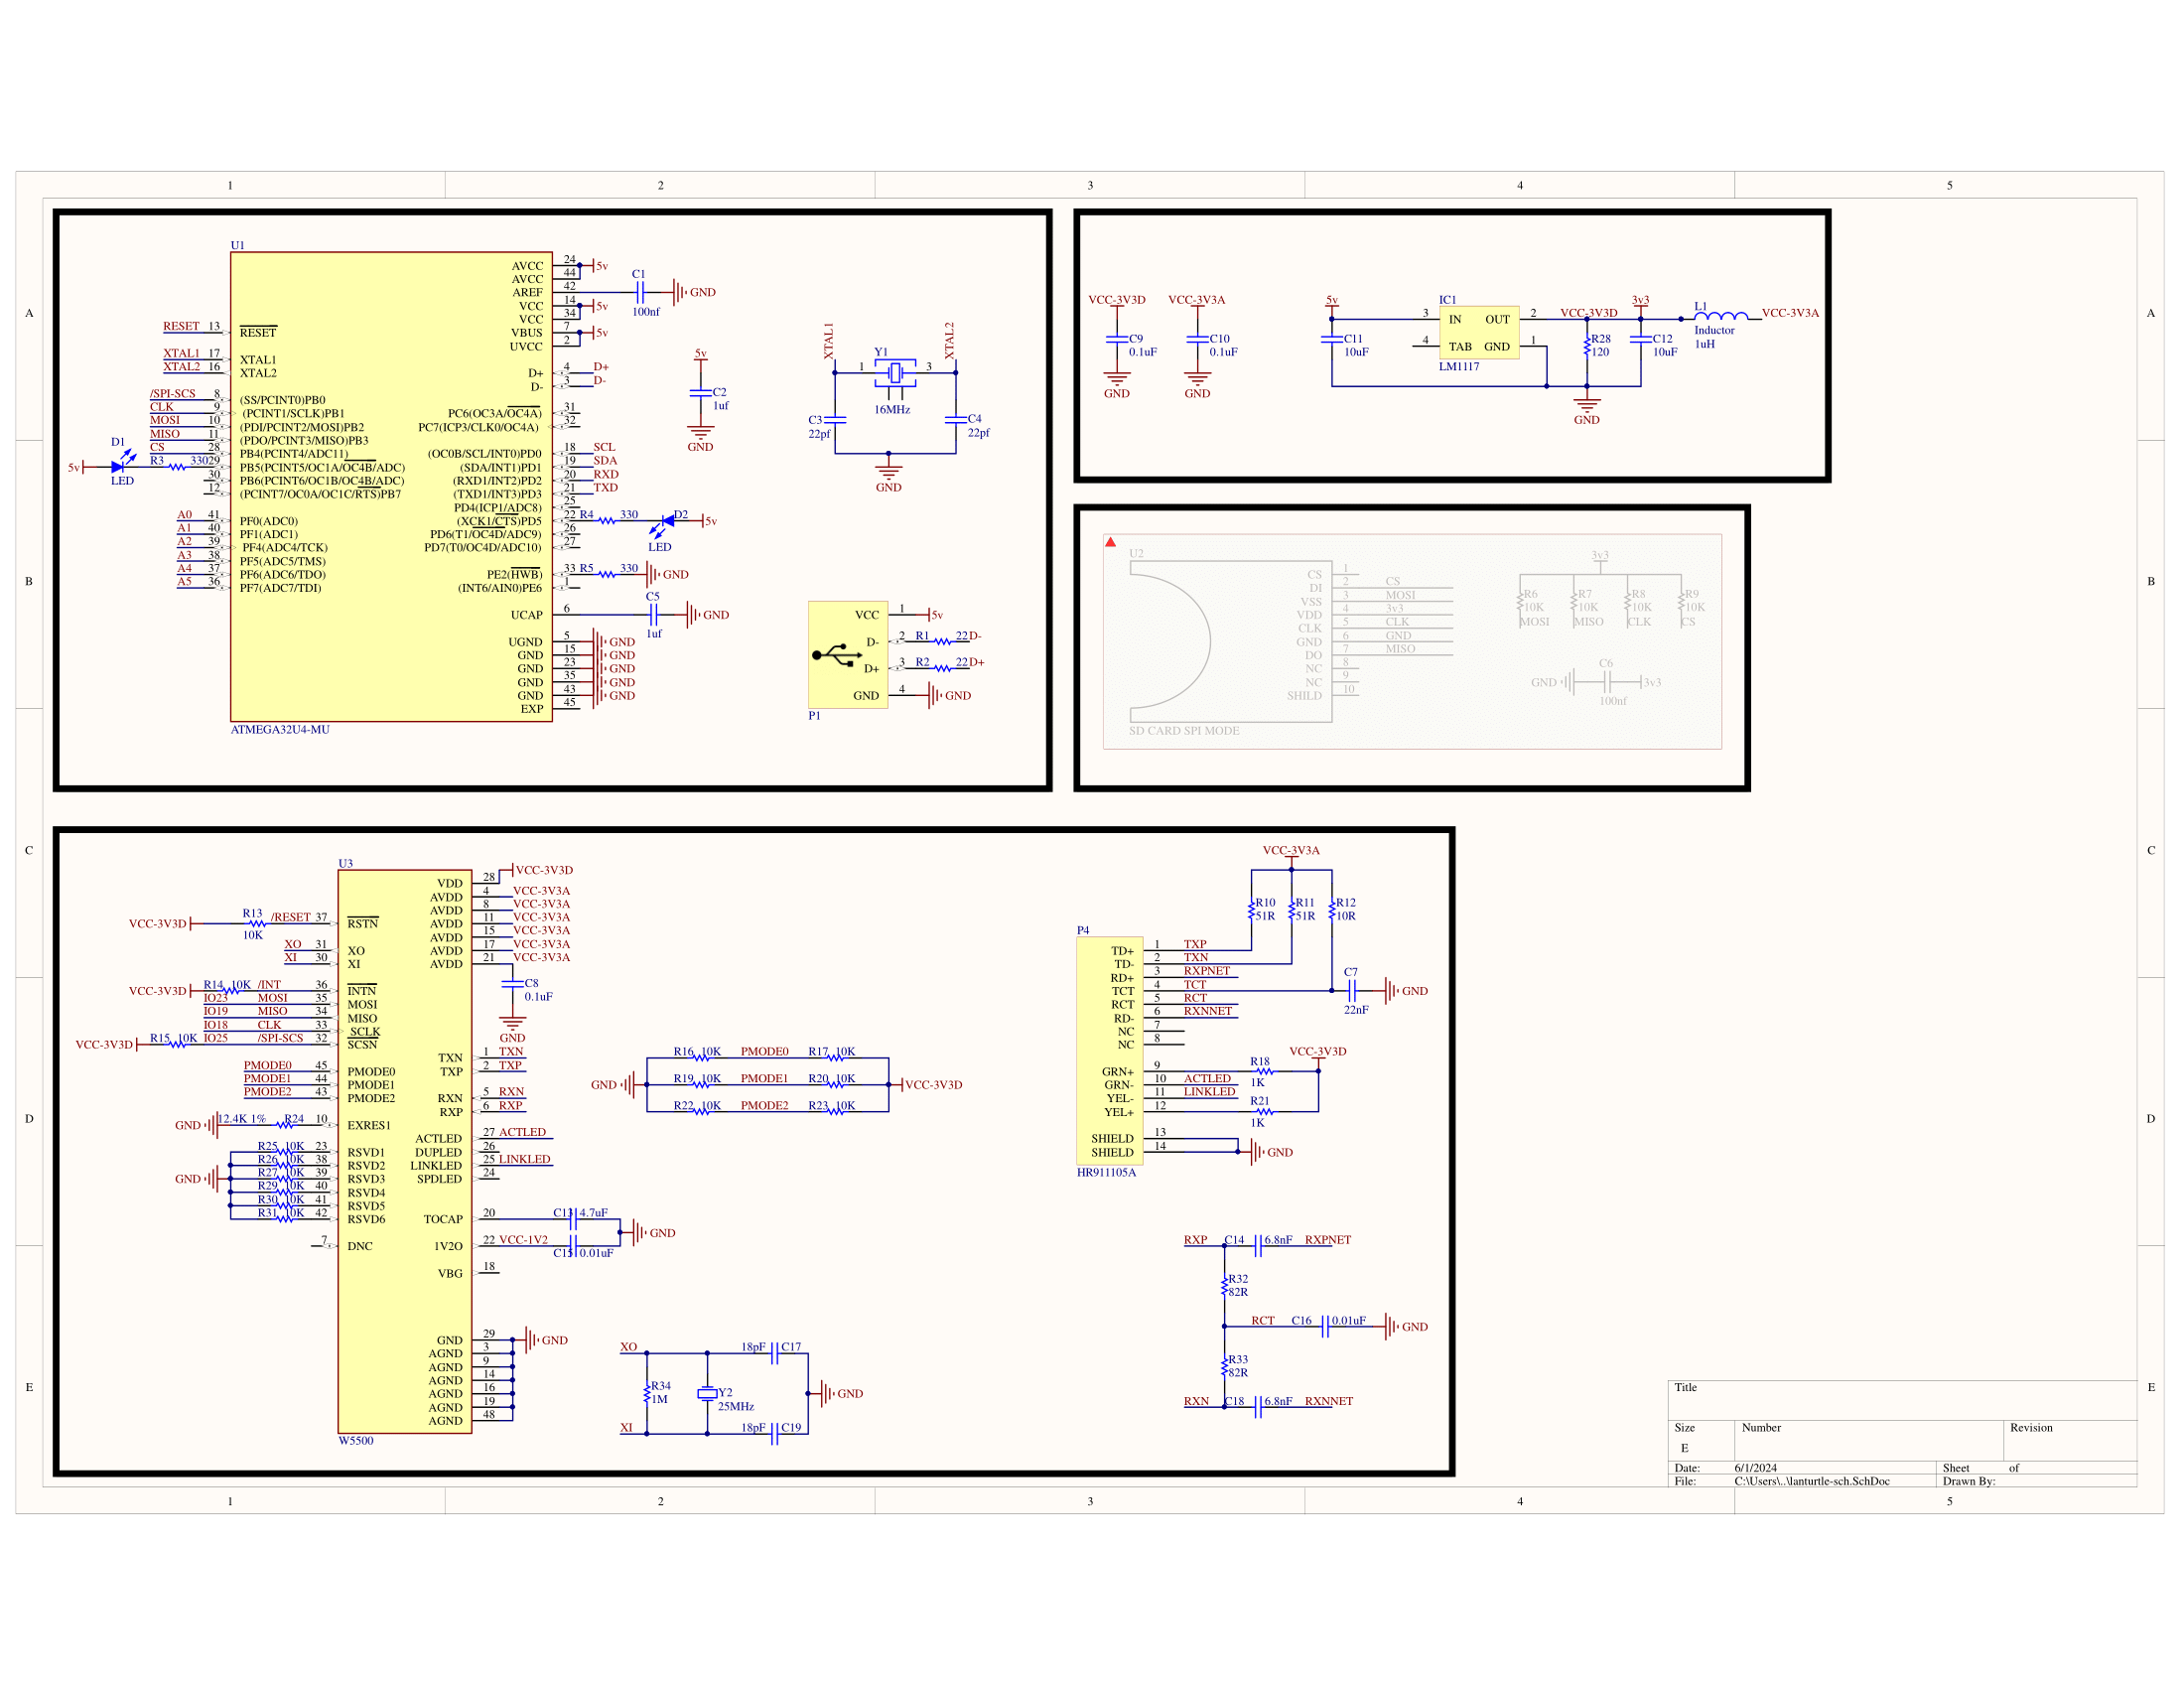 1 2 3 4 5
A
B
C
D
E
U1
RESET 13 RESET
XTAL1 17 XTAL1
XTAL2 16 XTAL2
/SPI-SCS 8 (SS/PCINT0)PB0
CLK 9 (PCINT1/SCLK)PB1
MOSI 10 (PDI/PCINT2/MOSI)PB2
MISO 11 (PDO/PCINT3/MISO)PB3
CS 28 PB4(PCINT4/ADC11)
5v D1 LED R3 330 29 PB5(PCINT5/OC1A/OC4B/ADC)
30 PB6(PCINT6/OC1B/OC4B/ADC)
12 (PCINT7/OC0A/OC1C/RTS)PB7
A0 41 PF0(ADC0)
A1 40 PF1(ADC1)
A2 39 PF4(ADC4/TCK)
A3 38 PF5(ADC5/TMS)
A4 37 PF6(ADC6/TDO)
A5 36 PF7(ADC7/TDI)
AVCC 24 5v
AVCC 44
AREF 42 C1 100nf GND
VCC 14 5v
VCC 34
VBUS 7 5v
UVCC 2
D+ 4 D+
D- 3 D-
PC6(OC3A/OC4A) 31
PC7(ICP3/CLK0/OC4A) 32
(OC0B/SCL/INT0)PD0 18 SCL
(SDA/INT1)PD1 19 SDA
(RXD1/INT2)PD2 20 RXD
(TXD1/INT3)PD3 21 TXD
PD4(ICP1/ADC8) 25
(XCK1/CTS)PD5 22 R4 330 D2 LED 5v
PD6(T1/OC4D/ADC9) 26
PD7(T0/OC4D/ADC10) 27
PE2(HWB) 33 R5 330 GND
(INT6/AIN0)PE6 1
UCAP 6 C5 1uf GND
UGND 5 GND
GND 15 GND
GND 23 GND
GND 35 GND
GND 43 GND
EXP 45
ATMEGA32U4-MU
5v
C2
1uf
GND
XTAL1 XTAL2
Y1
1 3
16MHz
C3
22pf
C4
22pf
GND
VCC 1 5v
D- 2 R1 22 D-
D+ 3 R2 22 D+
GND 4 GND
P1
VCC-3V3D
C9
0.1uF
GND
VCC-3V3A
C10
0.1uF
GND
5v
C11
10uF
IC1
3 IN OUT 2
4 TAB GND 1
LM1117
VCC-3V3D
R28
120
3v3
C12
10uF
L1
Inductor
1uH
VCC-3V3A
GND
U2
CS 1
DI 2 CS
VSS 3 MOSI
VDD 4 3v3
CLK 5 CLK
GND 6 GND
DO 7 MISO
NC 8
NC 9
SHILD 10
SD CARD SPI MODE
3v3
R6 R7 R8 R9
10K 10K 10K 10K
MOSI MISO CLK CS
GND C6 3v3
100nf
U3
VCC-3V3D R13 10K /RESET 37 RSTN
XO 31 XO
XI 30 XI
VCC-3V3D R14 10K /INT 36 INTN
IO23 MOSI 35 MOSI
IO19 MISO 34 MISO
IO18 CLK 33 SCLK
VCC-3V3D R15 10K IO25 /SPI-SCS 32 SCSN
PMODE0 45 PMODE0
PMODE1 44 PMODE1
PMODE2 43 PMODE2
GND 12.4K 1% R24 10 EXRES1
R25 10K 23 RSVD1
R26 10K 38 RSVD2
GND R27 10K 39 RSVD3
R29 10K 40 RSVD4
R30 10K 41 RSVD5
R31 10K 42 RSVD6
7 DNC
VDD 28 VCC-3V3D
AVDD 4 VCC-3V3A
AVDD 8 VCC-3V3A
AVDD 11 VCC-3V3A
AVDD 15 VCC-3V3A
AVDD 17 VCC-3V3A
AVDD 21 VCC-3V3A
C8
0.1uF
GND
TXN 1 TXN
TXP 2 TXP
RXN 5 RXN
RXP 6 RXP
ACTLED 27 ACTLED
DUPLED 26
LINKLED 25 LINKLED
SPDLED 24
TOCAP 20 C13 4.7uF GND
1V2O 22 VCC-1V2 C15 0.01uF
VBG 18
GND 29 GND
AGND 3
AGND 9
AGND 14
AGND 16
AGND 19
AGND 48
W5500
R16 10K PMODE0 R17 10K
GND R19 10K PMODE1 R20 10K VCC-3V3D
R22 10K PMODE2 R23 10K
XO 18pF C17
R34
1M
Y2
25MHz
GND
XI 18pF C19
VCC-3V3A
R10 R11 R12
51R 51R 10R
P4
TD+ 1 TXP
TD- 2 TXN
RD+ 3 RXPNET
TCT 4 TCT C7 22nF GND
RCT 5 RCT
RD- 6 RXNNET
NC 7
NC 8
VCC-3V3D
GRN+ 9 R18 1K
GRN- 10 ACTLED
YEL- 11 LINKLED
YEL+ 12 R21 1K
SHIELD 13
SHIELD 14 GND
HR911105A
RXP C14 6.8nF RXPNET
R32
82R
RCT C16 0.01uF GND
R33
82R
RXN C18 6.8nF RXNNET
Title
Size Number Revision
E
Date: 6/1/2024 Sheet of
File: C:\Users\..\lanturtle-sch.SchDoc Drawn By:
A
B
C
D
E
1 2 3 4 5